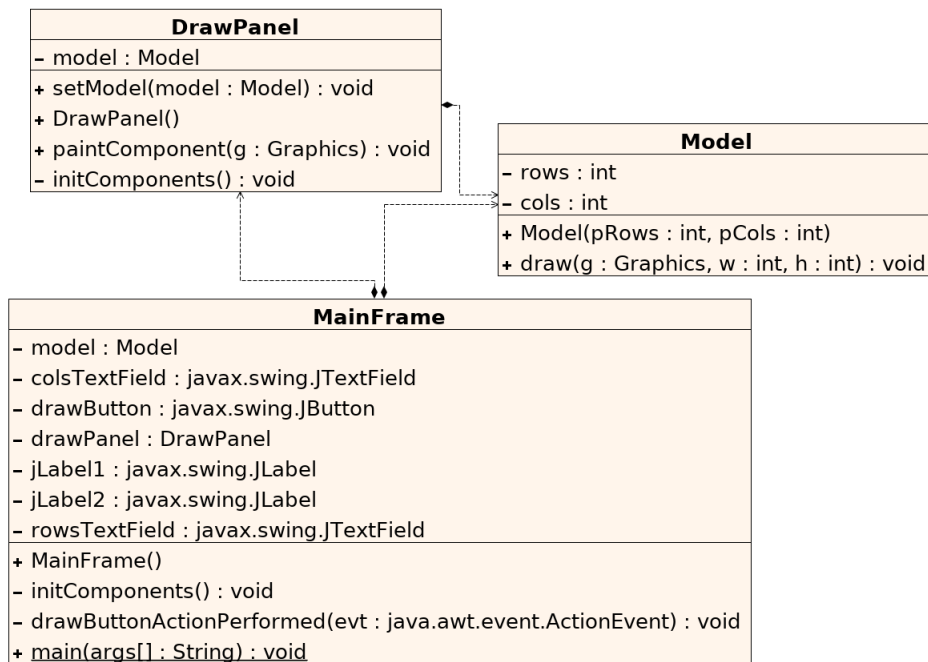 DrawPanel
- model : Model
+ setModel(model : Model) : void
+ DrawPanel()
+ paintComponent(g : Graphics) : void
- initComponents() : void
Model
- rows : int
- cols : int
+ Model(pRows : int, pCols : int)
+ draw(g : Graphics, w : int, h : int) : void
MainFrame
- model : Model
- colsTextField : javax.swing.JTextField
- drawButton : javax.swing.JButton
- drawPanel : DrawPanel
- jLabel1 : javax.swing.JLabel
- jLabel2 : javax.swing.JLabel
- rowsTextField : javax.swing.JTextField
+ MainFrame()
- initComponents() : void
- drawButtonActionPerformed(evt : java.awt.event.ActionEvent) : void
+ main(args[] : String) : void